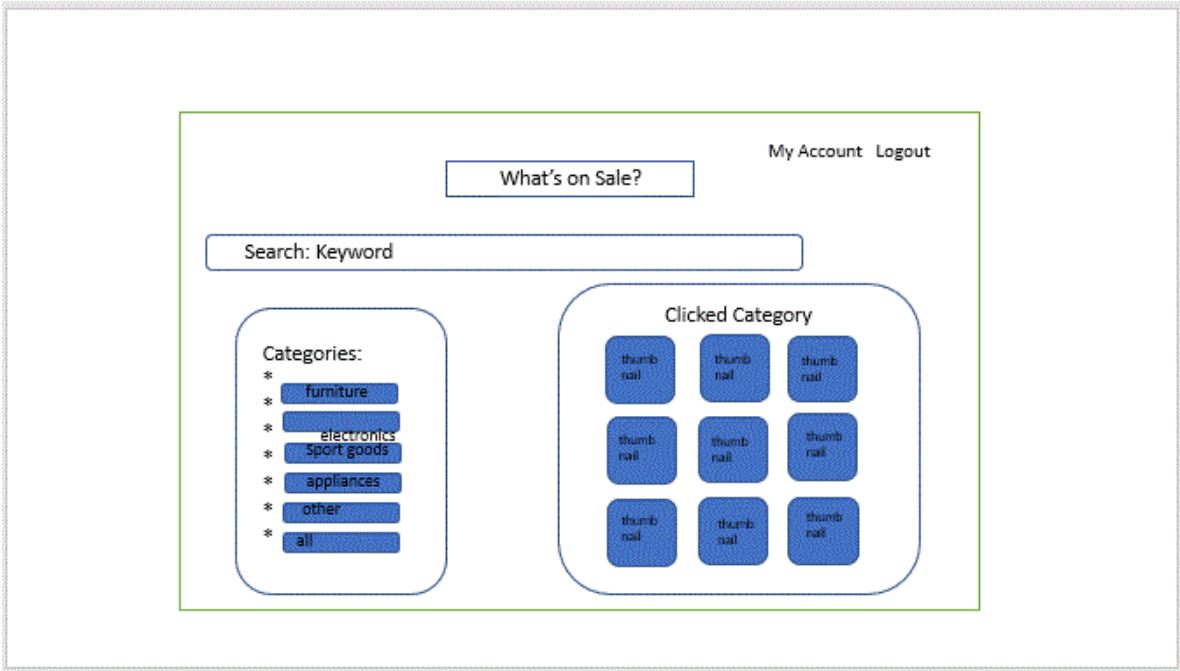 My Account Logout
What's on Sale?
Search: Keyword
Categories:
*
* furniture
*
electronics
* Sport goods
* appliances
* other
* all
Clicked Category
thumb
nail
thumb
nail
thumb
nail
thumb
nail
thumb
nail
thumb
nail
thumb
nail
thumb
nail
thumb
nail